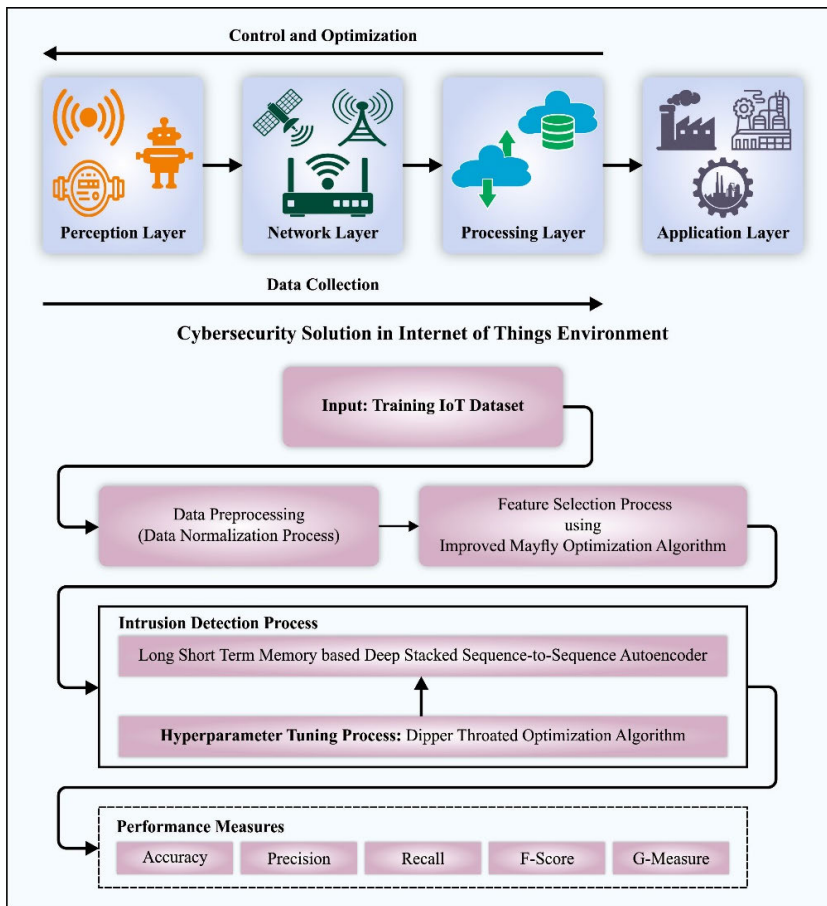 Control and Optimization
Perception Layer
Network Layer
Processing Layer
Application Layer
Data Collection
Cybersecurity Solution in Internet of Things Environment
Input: Training IoT Dataset
Data Preprocessing
(Data Normalization Process)
Feature Selection Process
using
Improved Mayfly Optimization Algorithm
Intrusion Detection Process
Long Short Term Memory based Deep Stacked Sequence-to-Sequence Autoencoder
Hyperparameter Tuning Process: Dipper Throated Optimization Algorithm
Performance Measures
Accuracy
Precision
Recall
F-Score
G-Measure